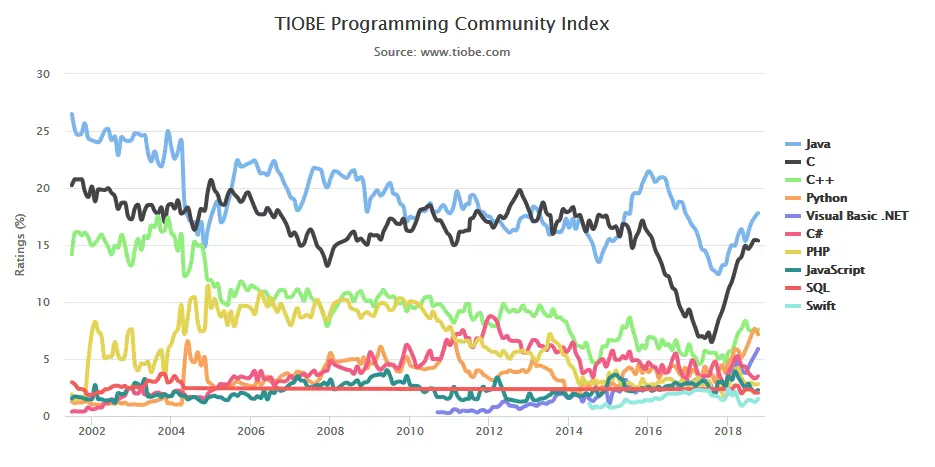 TIOBE Programming Community Index
Source: www.tiobe.com
Ratings (%)
30
25
20
15
10
5
0
2002 2004 2006 2008 2010 2012 2014 2016 2018
Java
C
C++
Python
Visual Basic .NET
C#
PHP
JavaScript
SQL
Swift